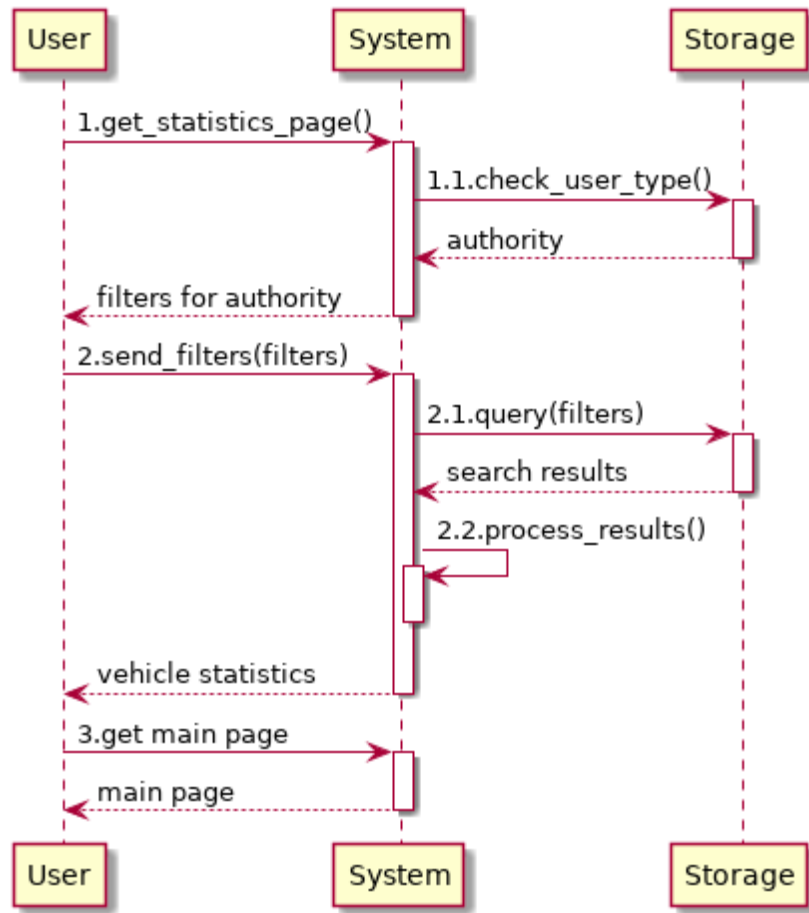 User System Storage
1.get_statistics_page()
1.1.check_user_type()
authority
filters for authority
2.send_filters(filters)
2.1.query(filters)
search results
2.2.process_results()
vehicle statistics
3.get main page
main page
User System Storage